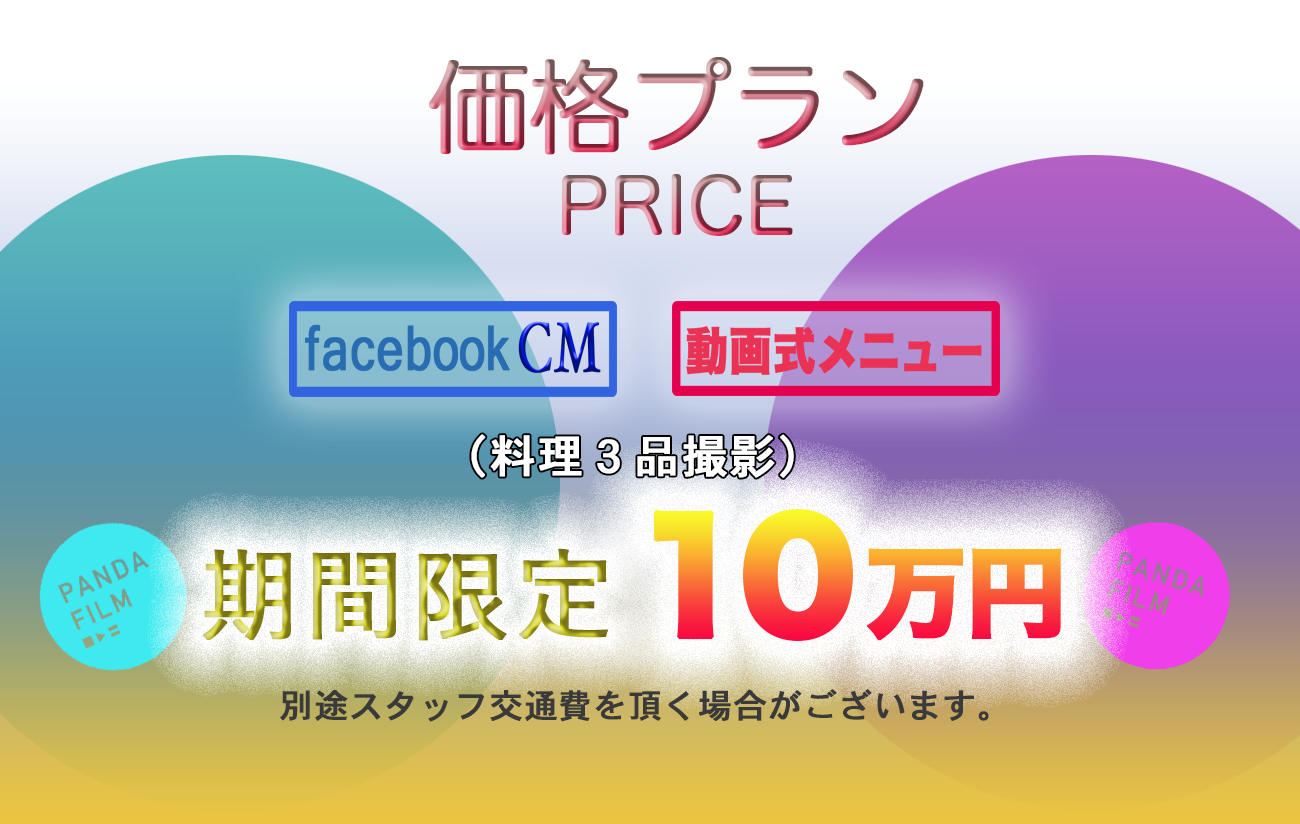 価格プラン
PRICE
facebook CM
動画式メニュー
（料理３品撮影）
期間限定 10万円
PANDA
FILM
PANDA
FILM
別途スタッフ交通費を頂く場合がございます。